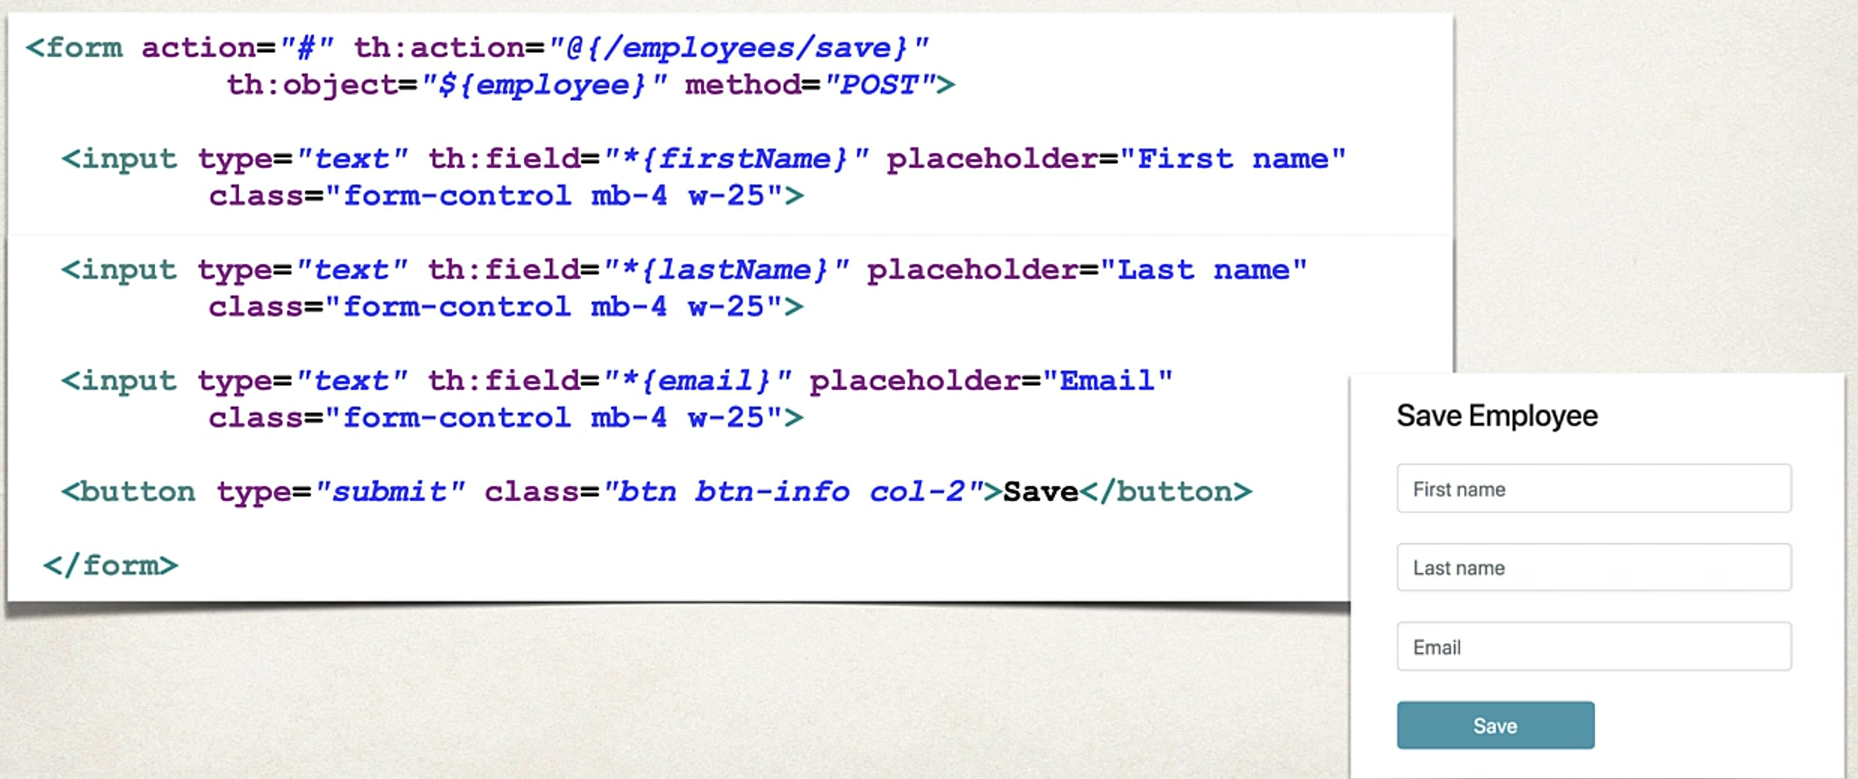 <form action="#" th:action="@{/employees/save}"
th:object="${employee}" method="POST">
<input type="text" th:field="*{firstName}" placeholder="First name"
class="form-control mb-4 w-25">
<input type="text" th:field="*{lastName}" placeholder="Last name"
class="form-control mb-4 w-25">
<input type="text" th:field="*{email}" placeholder="Email"
class="form-control mb-4 w-25">
<button type="submit" class="btn btn-info col-2">Save</button>
</form>
Save Employee
First name
Last name
Email
Save